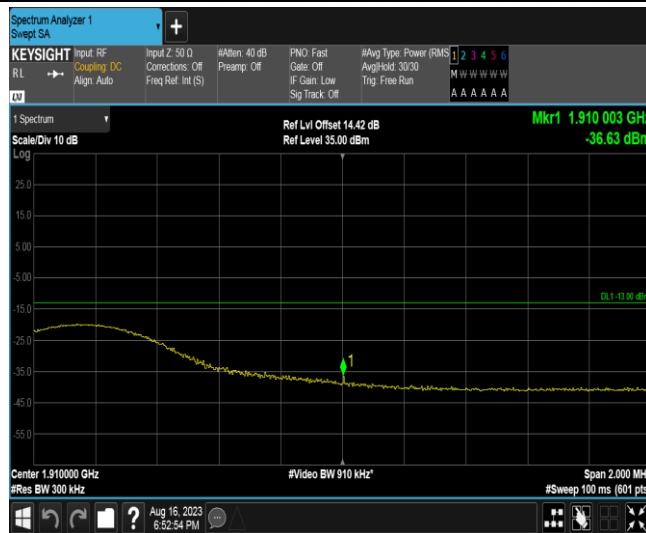 Spectrum Analyzer 1
Swept SA
+
KEYSIGHT Input: RF Input Z: 50 Ω #Atten: 40 dB PNO: Fast #Avg Type: Power (RMS 1 2 3 4 5 6
RL Coupling: DC Corrections: Off Preamp: Off Gate: Off Avg|Hold: 30/30 M W W W W W
Align: Auto Freq Ref: Int (S) IF Gain: Low Trig: Free Run
Sig Track: Off A A A A A A
LXI
1 Spectrum Ref Lvl Offset 14.42 dB Mkr1 1.910 003 GHz
Scale/Div 10 dB Ref Level 35.00 dBm -36.63 dBm
Log
25.0
15.0
5.00
-5.00
DL1 -13.00 dBm
-15.0
-25.0
1
-35.0
-45.0
-55.0
Center 1.910000 GHz #Video BW 910 kHz* Span 2.000 MH
#Res BW 300 kHz #Sweep 100 ms (601 pts
? Aug 16, 2023
6:52:54 PM